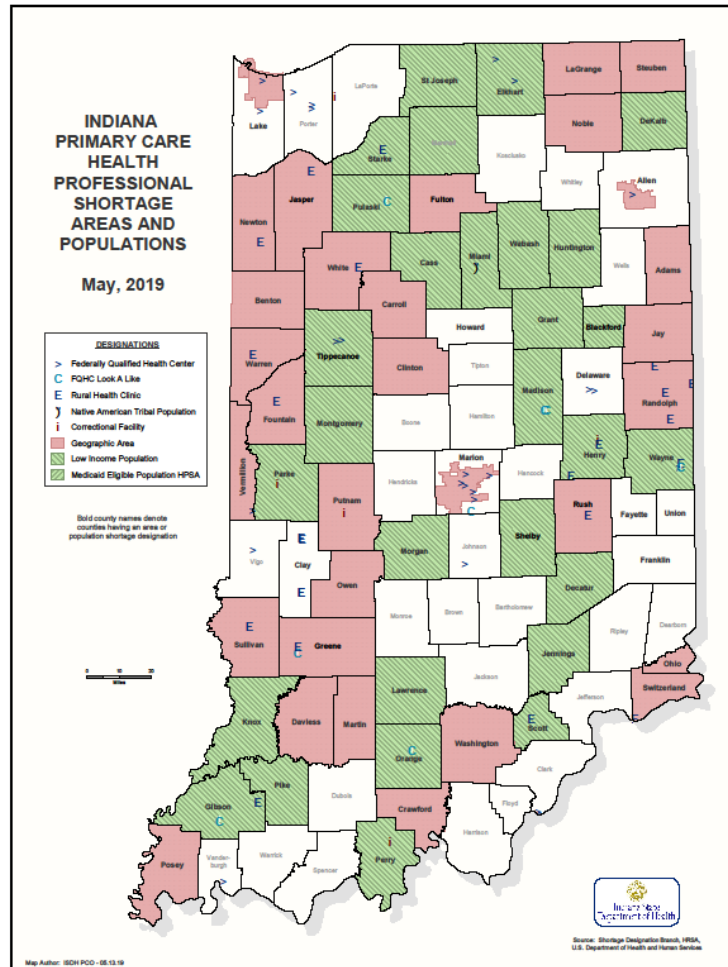 INDIANA
PRIMARY CARE
HEALTH
PROFESSIONAL
SHORTAGE
AREAS AND
POPULATIONS
May, 2019
DESIGNATIONS
> Federally Qualified Health Center
C FQHC Look A Like
E Rural Health Clinic
Native American Tribal Population
i Correctional Facility
Geographic Area
Low Income Population
Medicaid Eligible Population HPSA
Bold county names denote
counties having an area or
population shortage designation
Lake
Porter
LaPorte
St Joseph
Elkhart
LaGrange
Steuben
Noble
DeKalb
Starke
Marshall
Kosciusko
Whitley
Allen
Newton
Jasper
Pulaski
Fulton
White
Cass
Miami
Wabash
Huntington
Wells
Adams
Benton
Carroll
Howard
Grant
Blackford
Jay
Warren
Tippecanoe
Clinton
Tipton
Madison
Delaware
Randolph
Fountain
Montgomery
Boone
Hamilton
Henry
Wayne
Vermillion
Parke
Putnam
Hendricks
Marion
Hancock
Rush
Fayette
Union
Vigo
Clay
Morgan
Johnson
Shelby
Franklin
Owen
Monroe
Brown
Bartholomew
Decatur
Ripley
Dearborn
Sullivan
Greene
Jackson
Jennings
Jefferson
Ohio
Switzerland
Knox
Daviess
Martin
Lawrence
Washington
Scott
Clark
Orange
Gibson
Pike
Dubois
Crawford
Harrison
Floyd
Posey
Vander-
burgh
Warrick
Spencer
Perry
Miles
Indiana State
Department of Health
Source: Shortage Designation Branch, HRSA,
U.S. Department of Health and Human Services
Map Author: ISDH PCO - 05.13.19